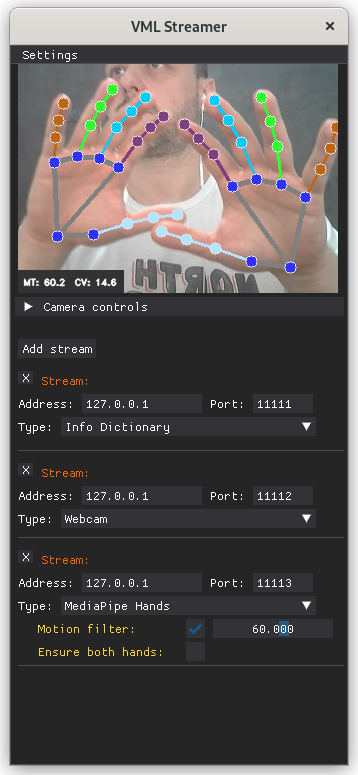 VML Streamer ×
Settings
NORTH
MT: 60.2 CV: 14.6
Camera controls
Add stream
X Stream:
Address: 127.0.0.1 Port: 11111
Type: Info Dictionary
X Stream:
Address: 127.0.0.1 Port: 11112
Type: Webcam
X Stream:
Address: 127.0.0.1 Port: 11113
Type: MediaPipe Hands
Motion filter: 60.000
Ensure both hands: